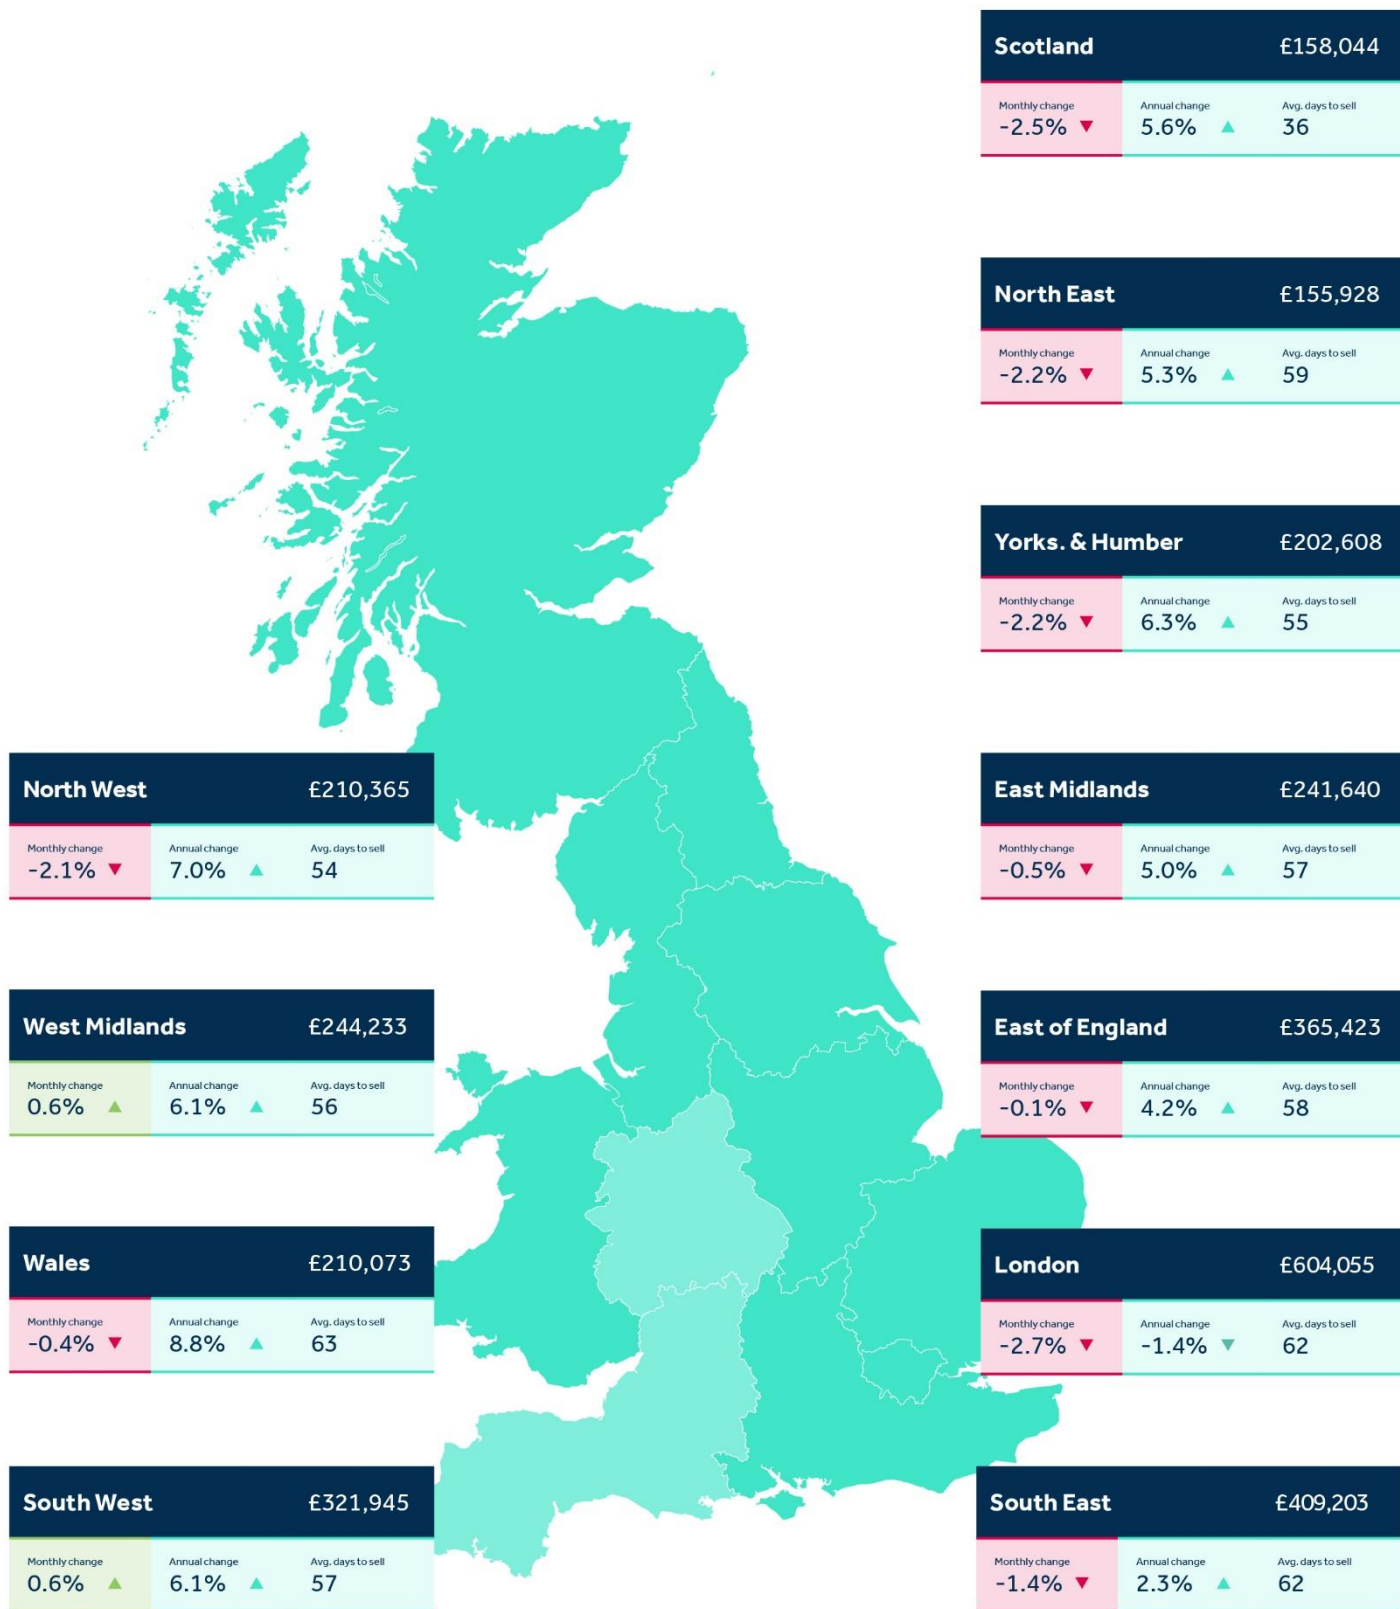 Scotland £158,044
Monthly change Annual change Avg. days to sell
-2.5% ▼ 5.6% ▲ 36
North East £155,928
Monthly change Annual change Avg. days to sell
-2.2% ▼ 5.3% ▲ 59
Yorks. & Humber £202,608
Monthly change Annual change Avg. days to sell
-2.2% ▼ 6.3% ▲ 55
North West £210,365
Monthly change Annual change Avg. days to sell
-2.1% ▼ 7.0% ▲ 54
East Midlands £241,640
Monthly change Annual change Avg. days to sell
-0.5% ▼ 5.0% ▲ 57
West Midlands £244,233
Monthly change Annual change Avg. days to sell
0.6% ▲ 6.1% ▲ 56
East of England £365,423
Monthly change Annual change Avg. days to sell
-0.1% ▼ 4.2% ▲ 58
Wales £210,073
Monthly change Annual change Avg. days to sell
-0.4% ▼ 8.8% ▲ 63
London £604,055
Monthly change Annual change Avg. days to sell
-2.7% ▼ -1.4% ▼ 62
South West £321,945
Monthly change Annual change Avg. days to sell
0.6% ▲ 6.1% ▲ 57
South East £409,203
Monthly change Annual change Avg. days to sell
-1.4% ▼ 2.3% ▲ 62